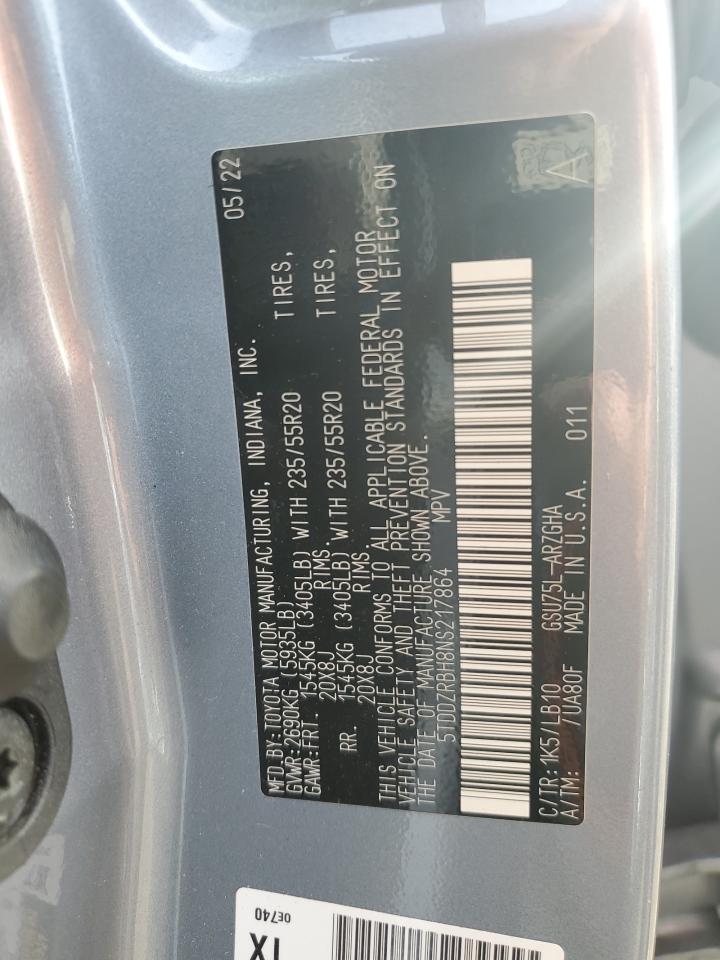 MFD.BY:TOYOTA MOTOR MANUFACTURING, INDIANA, INC. 05/22
GVWR:2690KG (5935LB)
GAWR:FRT. 1545KG (3405LB) WITH 235/55R20 TIRES,
20X8J RIMS
RR. 1545KG (3405LB) WITH 235/55R20 TIRES,
20X8J RIMS.
THIS VEHICLE CONFORMS TO ALL APPLICABLE FEDERAL MOTOR
VEHICLE SAFETY AND THEFT PREVENTION STANDARDS IN EFFECT ON
THE DATE OF MANUFACTURE SHOWN ABOVE.
5TDDZRBH8NS217864 MPV
C/TR:1K5/LB10 GSU75L-ARZGHA
A/TM: /UA80F MADE IN U.S.A. 011
A
0E740
TX